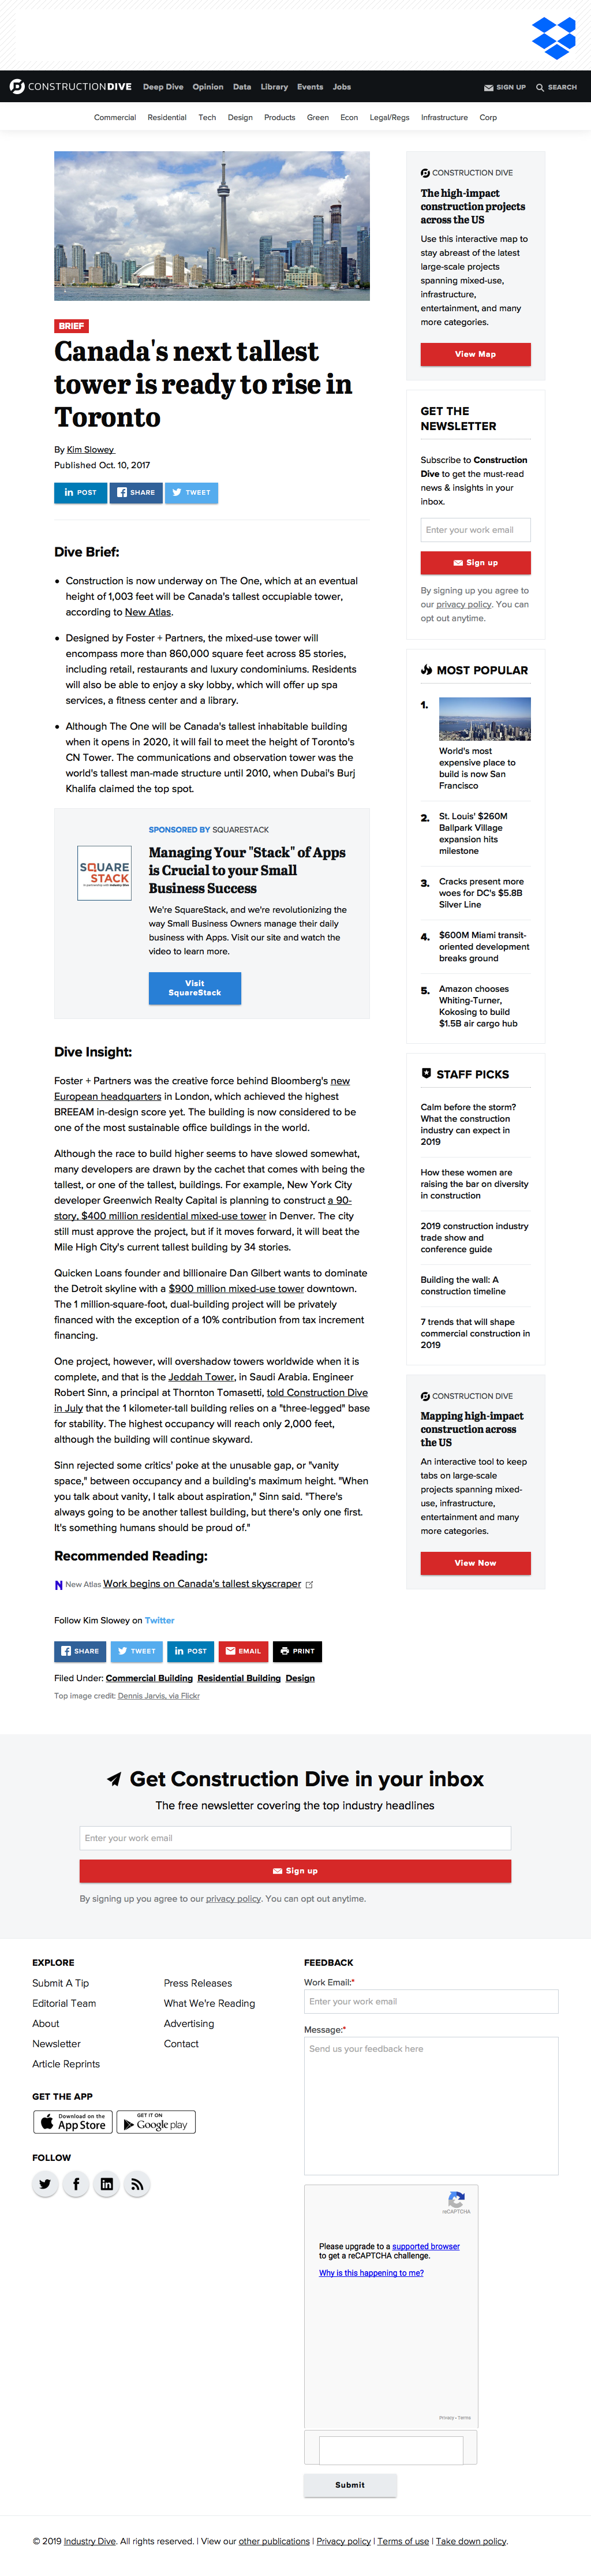 CONSTRUCTIONDIVE Deep Dive Opinion Data Library Events Jobs SIGN UP SEARCH
Commercial Residential Tech Design Products Green Econ Legal/Regs Infrastructure Corp
BRIEF
Canada's next tallest
tower is ready to rise in
Toronto
By Kim Slowey
Published Oct. 10, 2017
POST SHARE TWEET
Dive Brief:
• Construction is now underway on The One, which at an eventual
height of 1,003 feet will be Canada's tallest occupiable tower,
according to New Atlas.
• Designed by Foster + Partners, the mixed-use tower will
encompass more than 860,000 square feet across 85 stories,
including retail, restaurants and luxury condominiums. Residents
will also be able to enjoy a sky lobby, which will offer up spa
services, a fitness center and a library.
• Although The One will be Canada's tallest inhabitable building
when it opens in 2020, it will fail to meet the height of Toronto's
CN Tower. The communications and observation tower was the
world's tallest man-made structure until 2010, when Dubai's Burj
Khalifa claimed the top spot.
SPONSORED BY SQUARESTACK
SQUARE
STACK
Managing Your "Stack" of Apps
is Crucial to your Small
Business Success
We're SquareStack, and we're revolutionizing the
way Small Business Owners manage their daily
business with Apps. Visit our site and watch the
video to learn more.
Visit
SquareStack
Dive Insight:
Foster + Partners was the creative force behind Bloomberg's new
European headquarters in London, which achieved the highest
BREEAM in-design score yet. The building is now considered to be
one of the most sustainable office buildings in the world.
Although the race to build higher seems to have slowed somewhat,
many developers are drawn by the cachet that comes with being the
tallest, or one of the tallest, buildings. For example, New York City
developer Greenwich Realty Capital is planning to construct a 90-
story, $400 million residential mixed-use tower in Denver. The city
still must approve the project, but if it moves forward, it will beat the
Mile High City's current tallest building by 34 stories.
Quicken Loans founder and billionaire Dan Gilbert wants to dominate
the Detroit skyline with a $900 million mixed-use tower downtown.
The 1 million-square-foot, dual-building project will be privately
financed with the exception of a 10% contribution from tax increment
financing.
One project, however, will overshadow towers worldwide when it is
complete, and that is the Jeddah Tower, in Saudi Arabia. Engineer
Robert Sinn, a principal at Thornton Tomasetti, told Construction Dive
in July that the 1 kilometer-tall building relies on a "three-legged" base
for stability. The highest occupancy will reach only 2,000 feet,
although the building will continue skyward.
Sinn rejected some critics' poke at the unusable gap, or "vanity
space," between occupancy and a building's maximum height. "When
you talk about vanity, I talk about aspiration," Sinn said. "There's
always going to be another tallest building, but there's only one first.
It's something humans should be proud of."
Recommended Reading:
N New Atlas Work begins on Canada's tallest skyscraper
Follow Kim Slowey on Twitter
SHARE TWEET POST EMAIL PRINT
Filed Under: Commercial Building Residential Building Design
Top image credit: Dennis Jarvis, via Flickr
CONSTRUCTION DIVE
The high-impact
construction projects
across the US
Use this interactive map to
stay abreast of the latest
large-scale projects
spanning mixed-use,
infrastructure,
entertainment, and many
more categories.
View Map
GET THE
NEWSLETTER
Subscribe to Construction
Dive to get the must-read
news & insights in your
inbox.
Enter your work email
Sign up
By signing up you agree to
our privacy policy. You can
opt out anytime.
MOST POPULAR
1.
World's most
expensive place to
build is now San
Francisco
2. St. Louis' $260M
Ballpark Village
expansion hits
milestone
3. Cracks present more
woes for DC's $5.8B
Silver Line
4. $600M Miami transit-
oriented development
breaks ground
5. Amazon chooses
Whiting-Turner,
Kokosing to build
$1.5B air cargo hub
STAFF PICKS
Calm before the storm?
What the construction
industry can expect in
2019
How these women are
raising the bar on diversity
in construction
2019 construction industry
trade show and
conference guide
Building the wall: A
construction timeline
7 trends that will shape
commercial construction in
2019
CONSTRUCTION DIVE
Mapping high-impact
construction across
the US
An interactive tool to keep
tabs on large-scale
projects spanning mixed-
use, infrastructure,
entertainment and many
more categories.
View Now
Get Construction Dive in your inbox
The free newsletter covering the top industry headlines
Enter your work email
Sign up
By signing up you agree to our privacy policy. You can opt out anytime.
EXPLORE
Submit A Tip
Editorial Team
About
Newsletter
Article Reprints
Press Releases
What We're Reading
Advertising
Contact
GET THE APP
Download on the
App Store
GET IT ON
Google play
FOLLOW
FEEDBACK
Work Email:*
Enter your work email
Message:*
Send us your feedback here
reCAPTCHA
Please upgrade to a supported browser
to get a reCAPTCHA challenge.
Why is this happening to me?
Privacy - Terms
Submit
© 2019 Industry Dive. All rights reserved. | View our other publications | Privacy policy | Terms of use | Take down policy.